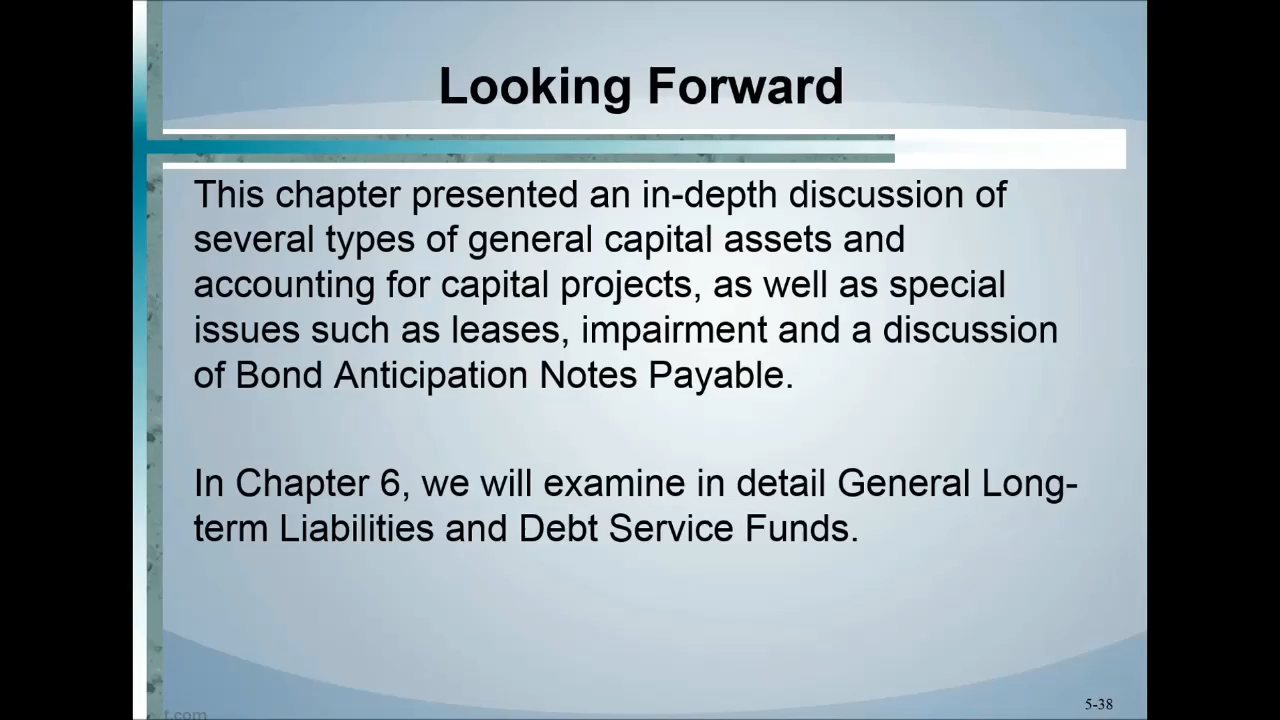 Looking Forward
This chapter presented an in-depth discussion of
several types of general capital assets and
accounting for capital projects, as well as special
issues such as leases, impairment and a discussion
of Bond Anticipation Notes Payable.
In Chapter 6, we will examine in detail General Long-
term Liabilities and Debt Service Funds.
5-38
t.com